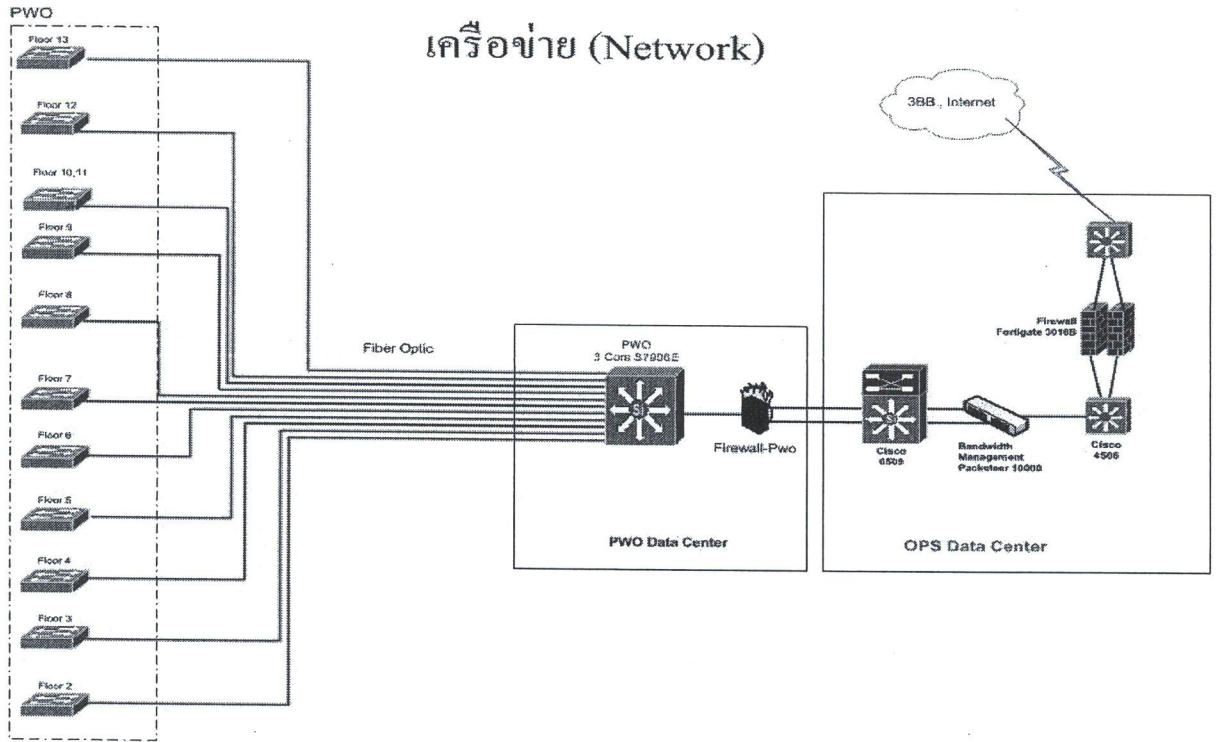 PWO
เครือข่าย (Network)
Floor 13
Floor 12
Floor 10,11
Floor 9
Floor 8
Floor 7
Floor 6
Floor 5
Floor 4
Floor 3
Floor 2
Fiber Optic
PWO
3 Com S7906E
Firewall-Pwo
PWO Data Center
3BB , Internet
Firewall
Fortigate 3016B
Cisco
6509
Bandwidth
Management
Packeteer 10000
Cisco
4506
OPS Data Center